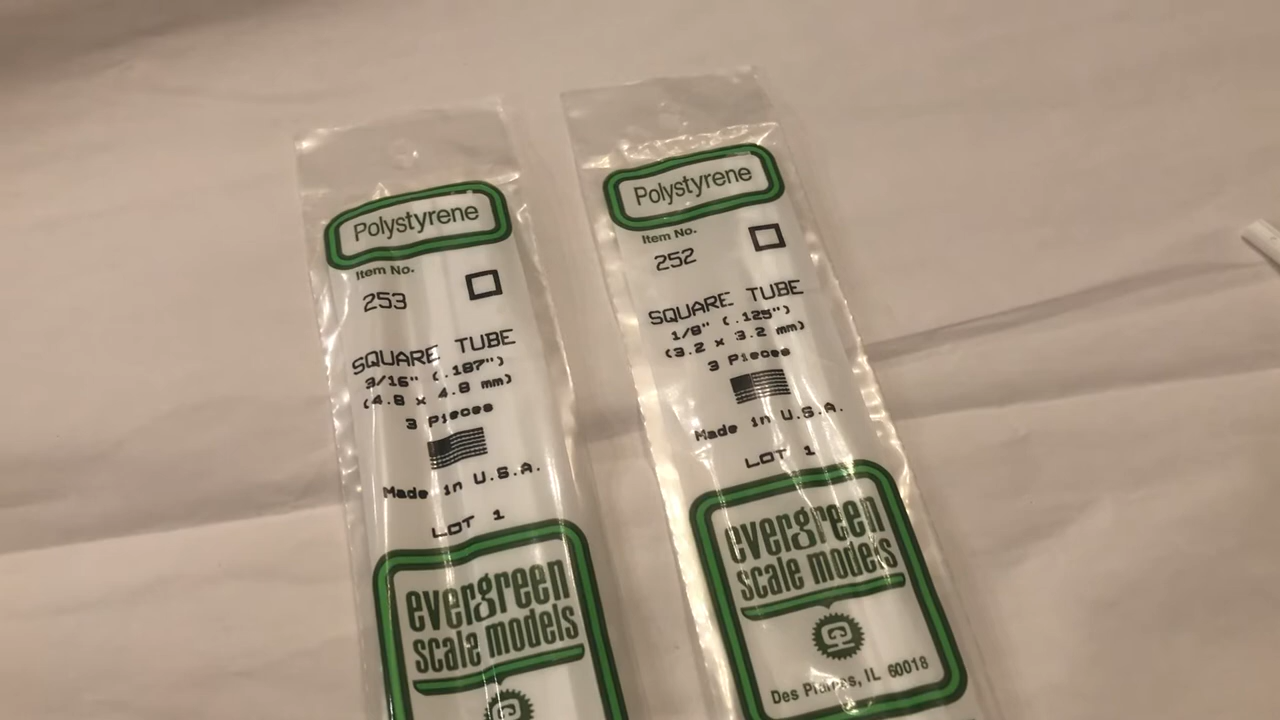 Polystyrene
Item No.
253
SQUARE TUBE
3/16" (.187")
(4.8 x 4.8 mm)
3 Pieces
Made in U.S.A.
LOT 1
evergreen
scale models
Polystyrene
Item No.
252
SQUARE TUBE
1/8" (.125")
(3.2 x 3.2 mm)
3 Pieces
Made in U.S.A.
LOT 1
evergreen
scale models
Des Plaines, IL 60018